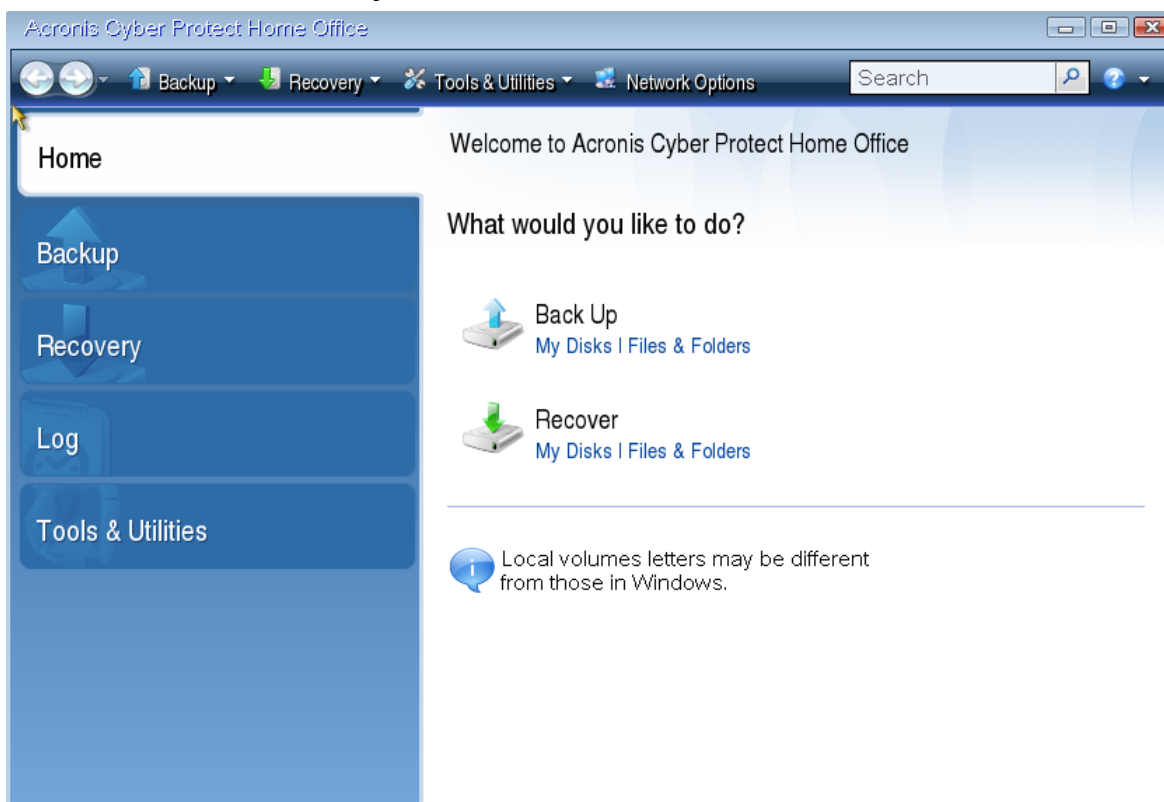 Acronis Cyber Protect Home Office
Backup Recovery Tools & Utilities Network Options Search
Home
Backup
Recovery
Log
Tools & Utilities
Welcome to Acronis Cyber Protect Home Office
What would you like to do?
Back Up
My Disks | Files & Folders
Recover
My Disks | Files & Folders
Local volumes letters may be different
from those in Windows.